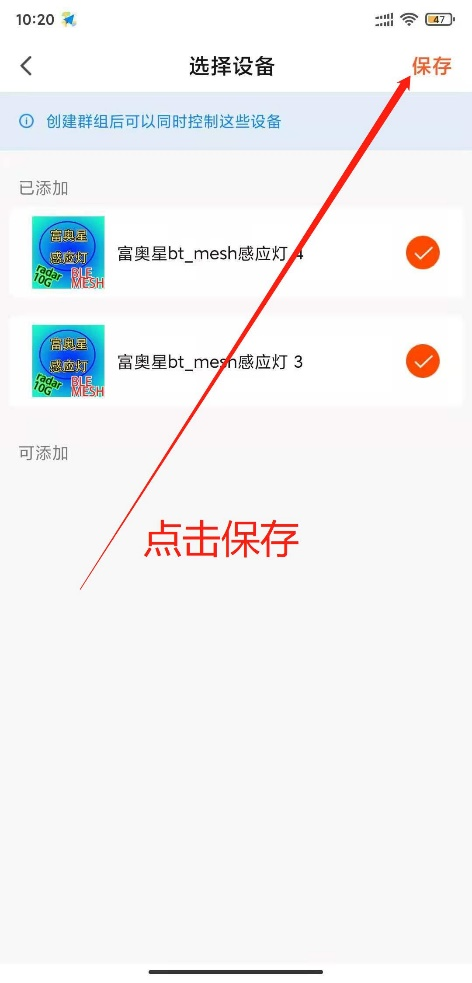 10:20
47
选择设备
保存
创建群组后可以同时控制这些设备
已添加
富奥星
感应灯
radar
10G
BLE
MESH
富奥星bt_mesh感应灯 4
富奥星
感应灯
radar
10G
BLE
MESH
富奥星bt_mesh感应灯 3
可添加
点击保存